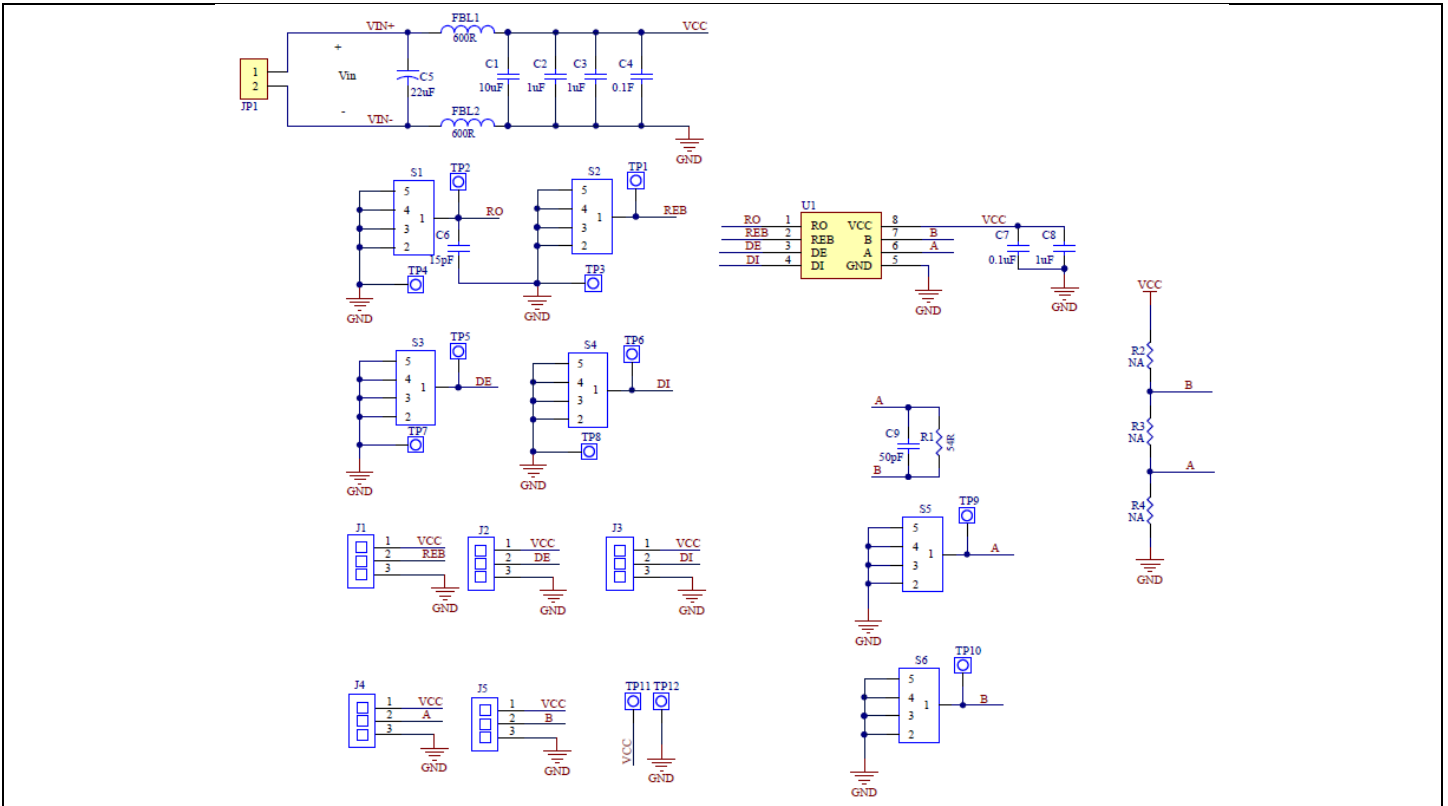 FBL1
VIN+
VCC
600R
+
C1
C2
C3
C4
1
Vin
C5
2
10uF
1uF
1uF
0.1F
22uF
JP1
-
FBL2
VIN-
600R
GND
TP2
TP1
S1
S2
5
4
3
2
1
RO
C6
15pF
TP4
GND
5
4
3
2
1
REB
TP3
GND
U1
RO
1
RO
VCC
8
VCC
REB
2
REB
B
7
B
DE
3
DE
A
6
A
DI
4
DI
GND
5
C7
C8
0.1uF
1uF
GND
GND
VCC
R2
NA
B
R3
NA
A
R4
NA
GND
S3
TP5
5
4
3
2
1
DE
TP7
GND
S4
TP6
5
4
3
2
1
DI
TP8
GND
A
C9
R1
54R
50pF
B
S5
TP9
5
4
3
2
1
A
GND
J1
1
VCC
2
REB
3
GND
J2
1
VCC
2
DE
3
GND
J3
1
VCC
2
DI
3
GND
S6
TP10
5
4
3
2
1
B
GND
J4
1
VCC
2
A
3
GND
J5
1
VCC
2
B
3
GND
TP11
TP12
VCC
GND